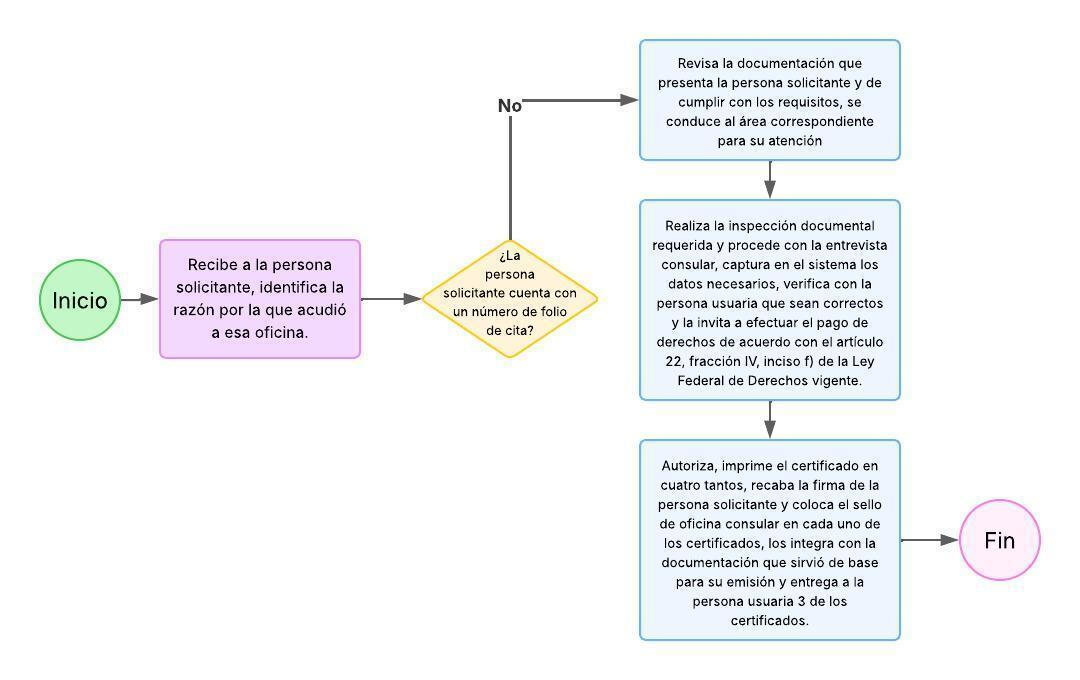 Inicio
Recibe a la persona
solicitante, identifica la
razón por la que acudió
a esa oficina.
¿La
persona
solicitante cuenta con
un número de folio
de cita?
No
Revisa la documentación que
presenta la persona solicitante y de
cumplir con los requisitos, se
conduce al área correspondiente
para su atención
Realiza la inspección documental
requerida y procede con la entrevista
consular, captura en el sistema los
datos necesarios, verifica con la
persona usuaria que sean correctos
y la invita a efectuar el pago de
derechos de acuerdo con el artículo
22, fracción IV, inciso f) de la Ley
Federal de Derechos vigente.
Autoriza, imprime el certificado en
cuatro tantos, recaba la firma de la
persona solicitante y coloca el sello
de oficina consular en cada uno de
los certificados, los integra con la
documentación que sirvió de base
para su emisión y entrega a la
persona usuaria 3 de los
certificados.
Fin